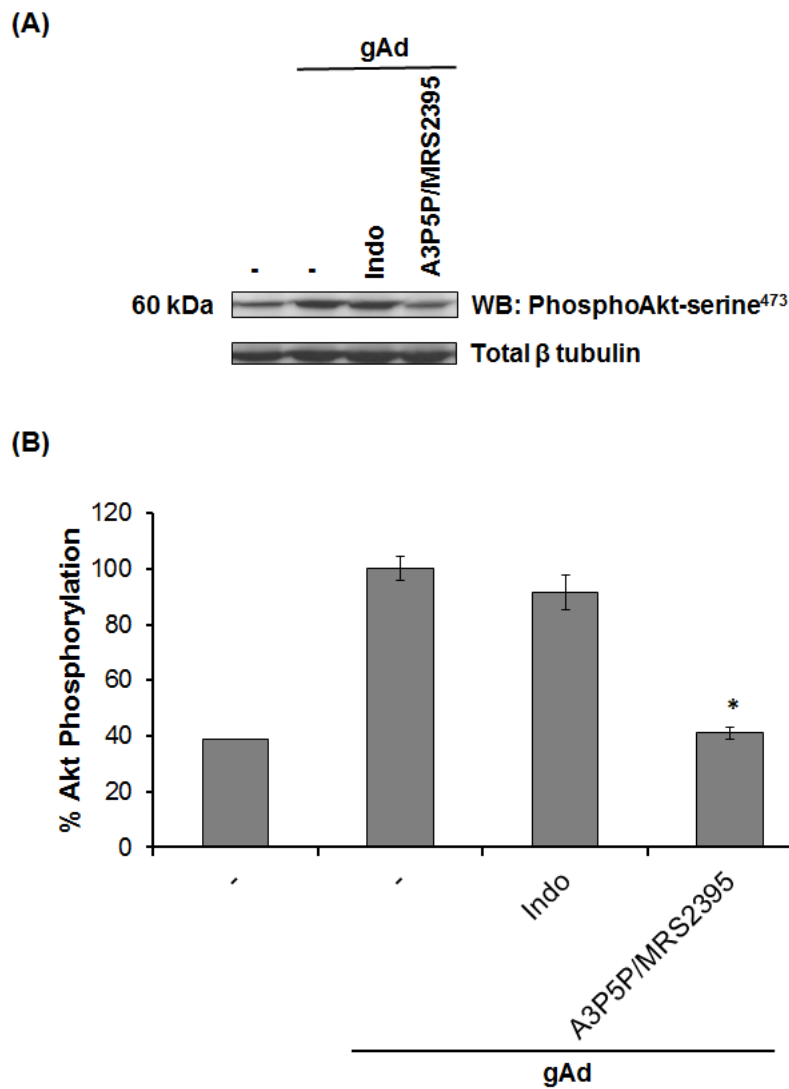 (A)
gAd
- - Indo A3P5P/MRS2395
60 kDa WB: PhosphoAkt-serine⁴⁷³
Total β tubulin
(B)
% Akt Phosphorylation
120
100
80
60
40
20
0
*
- - Indo A3P5P/MRS2395
gAd